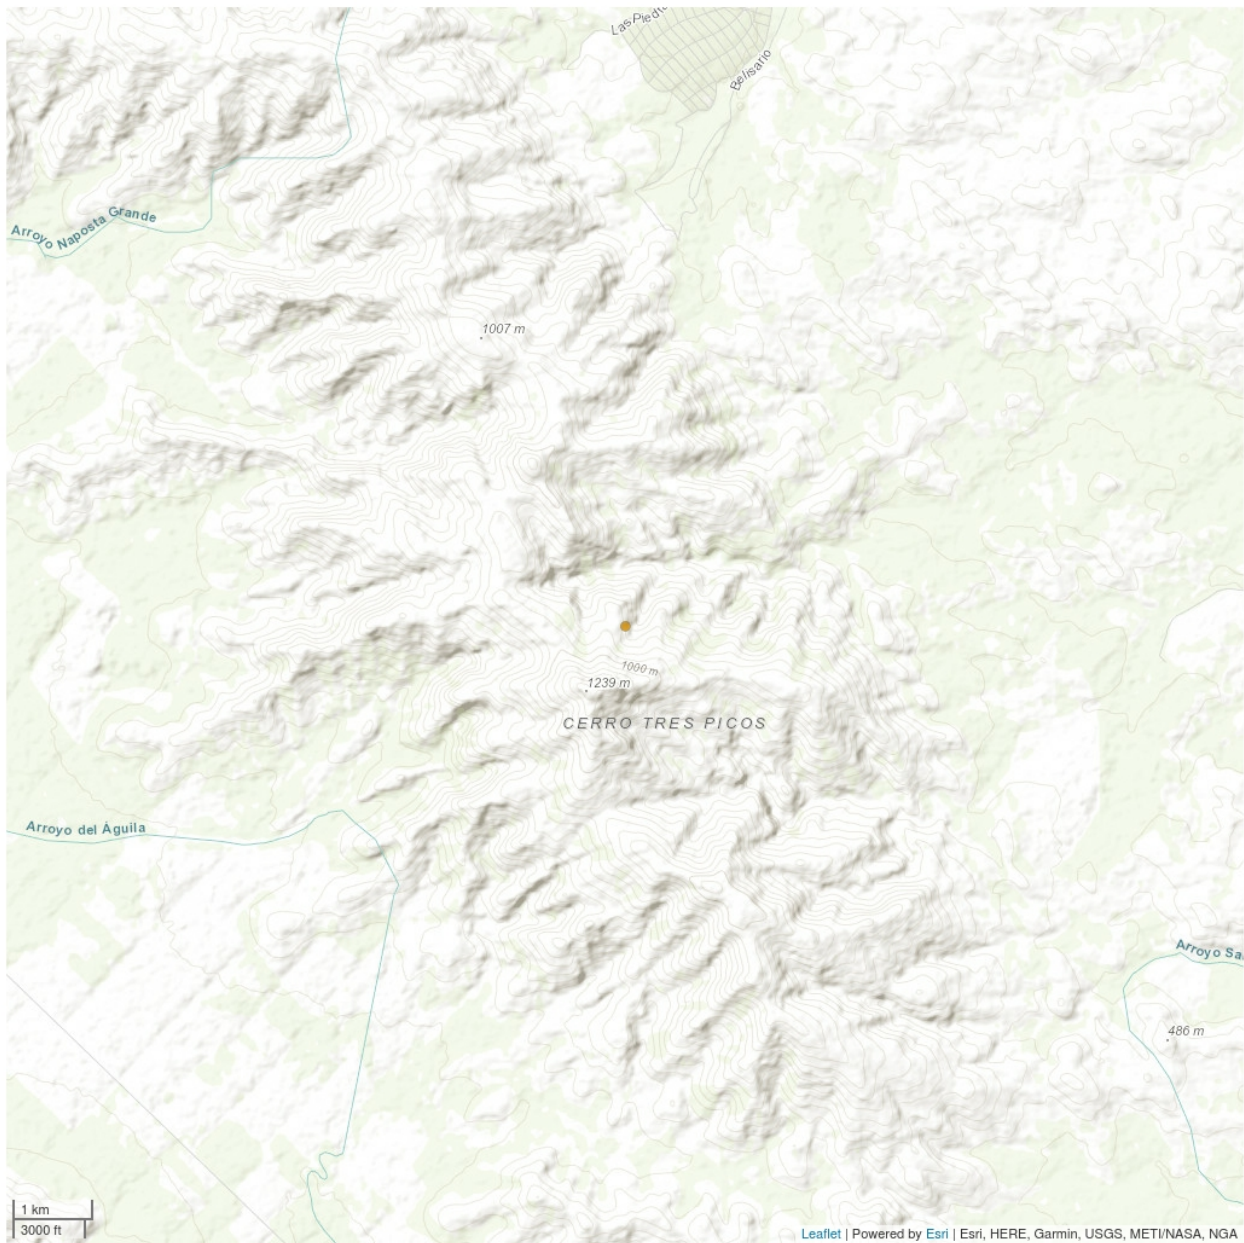 Las Piedra
Belisario
Arroyo Naposta Grande
1007 m
1000 m
1239 m
CERRO TRES PICOS
Arroyo del Águila
Arroyo Sa
486 m
1 km
3000 ft
Leaflet | Powered by Esri | Esri, HERE, Garmin, USGS, METI/NASA, NGA